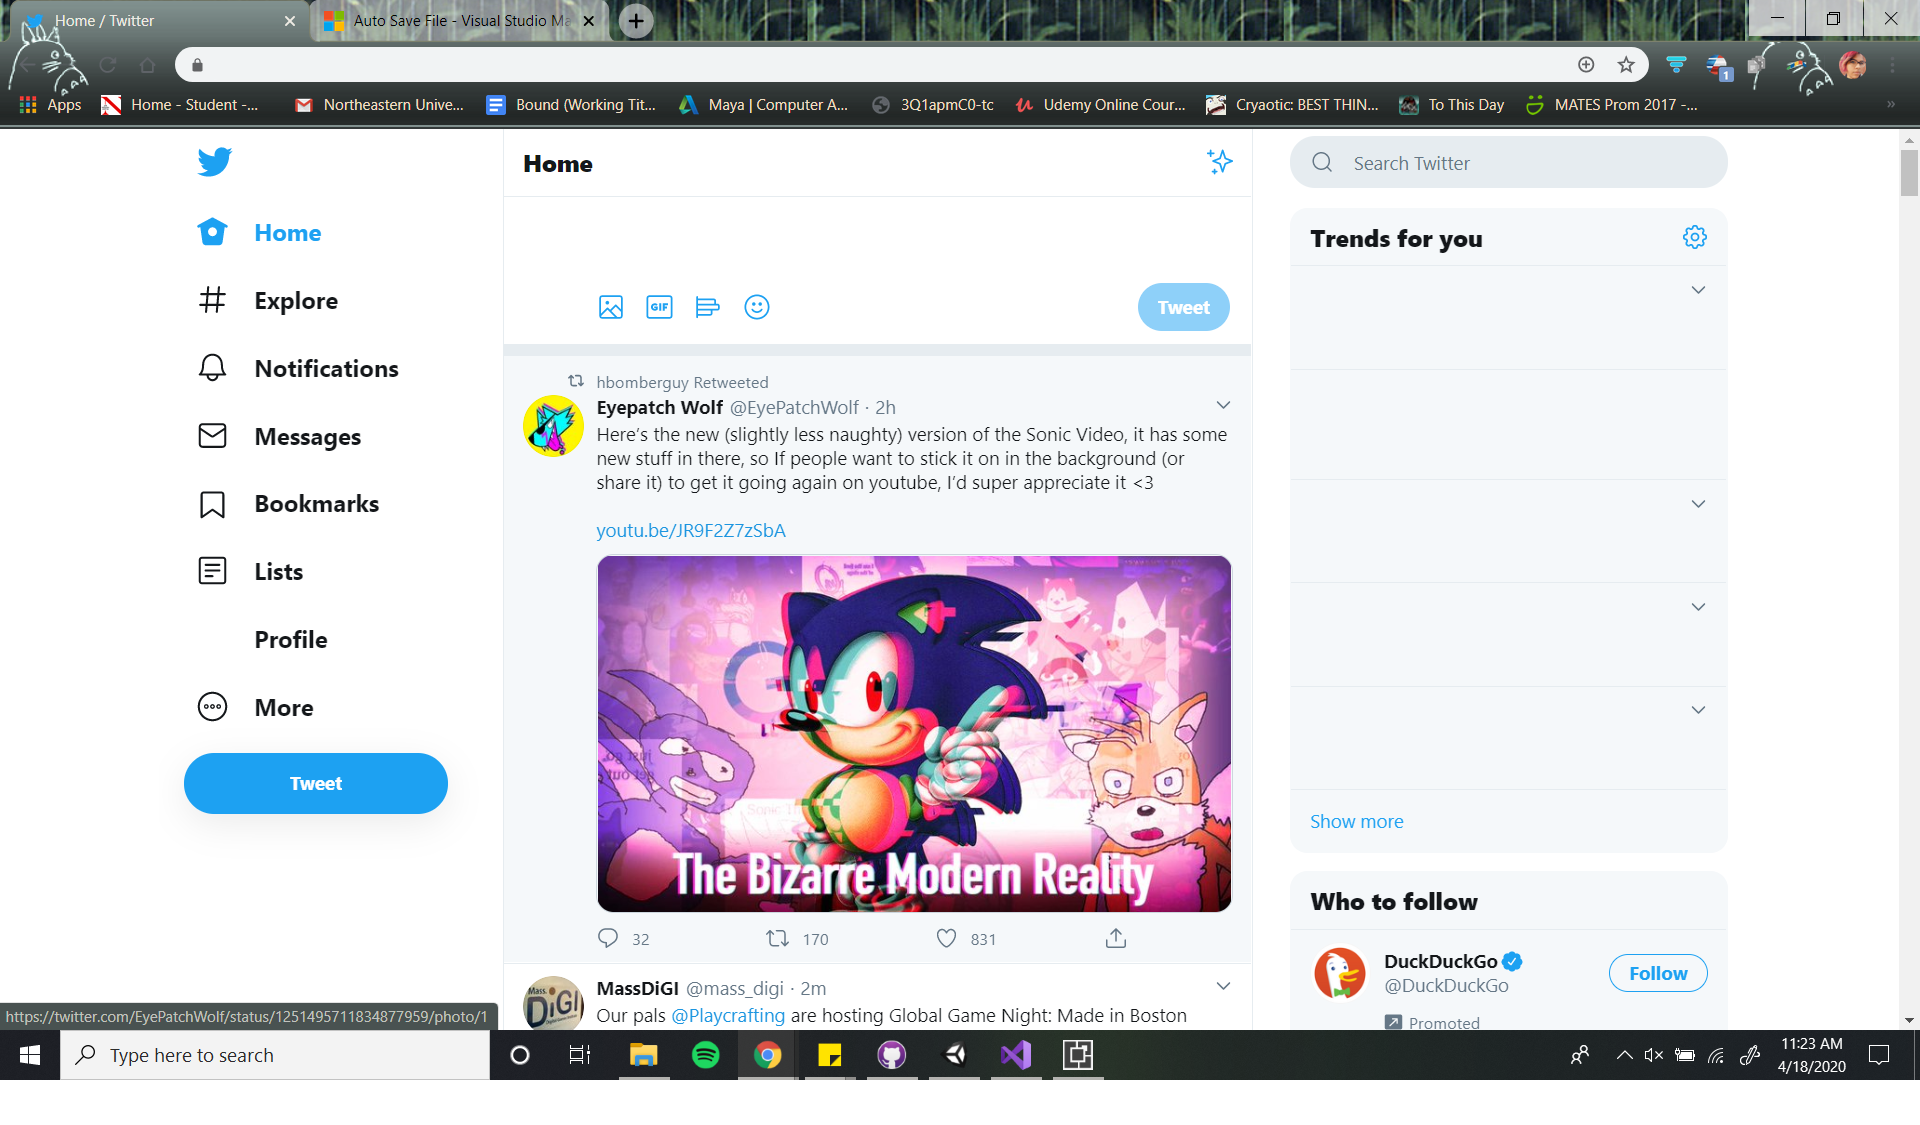 Home / Twitter
Auto Save File - Visual Studio Ma
Apps
Home - Student -...
Northeastern Unive...
Bound (Working Tit...
Maya | Computer A...
3Q1apmC0-tc
Udemy Online Cour...
Cryaotic: BEST THIN...
To This Day
MATES Prom 2017 -...
»
1
Home
Explore
Notifications
Messages
Bookmarks
Lists
Profile
More
Tweet
Home
GIF
Tweet
hbomberguy Retweeted
Eyepatch Wolf @EyePatchWolf · 2h
Here’s the new (slightly less naughty) version of the Sonic Video, it has some
new stuff in there, so If people want to stick it on in the background (or
share it) to get it going again on youtube, I’d super appreciate it <3
youtu.be/JR9F2Z7zSbA
The Bizarre Modern Reality
32
170
831
MassDiGI @mass_digi · 2m
Mass.
DiGI
Our pals @Playcrafting are hosting Global Game Night: Made in Boston
Search Twitter
Trends for you
Show more
Who to follow
DuckDuckGo
@DuckDuckGo
Follow
Promoted
https://twitter.com/EyePatchWolf/status/1251495711834877959/photo/1
Type here to search
11:23 AM
4/18/2020